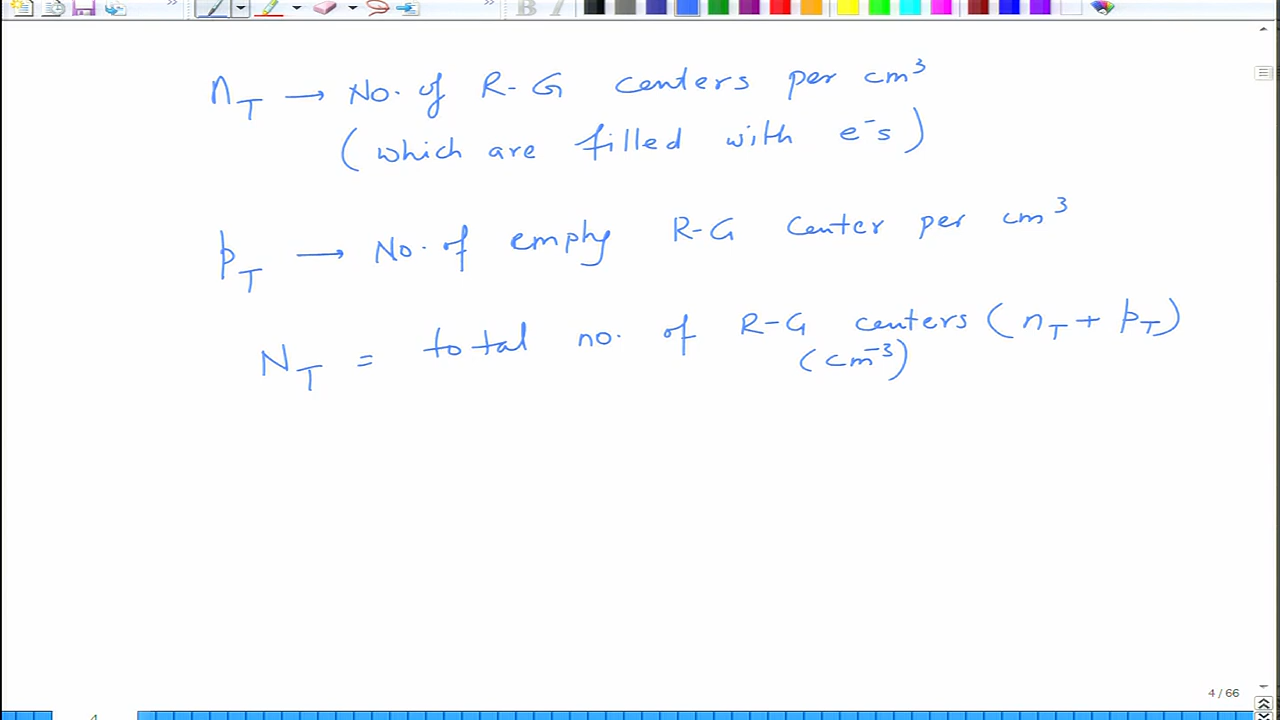 n_T → No. of R-G centers per cm³
(which are filled with e⁻s)
p_T → No. of empty R-G center per cm³
N_T = total no. of R-G centers (n_T + p_T)
(cm⁻³)
4 / 66
4